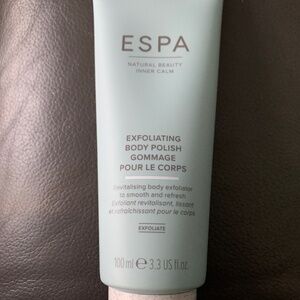 ESPA
NATURAL BEAUTY
INNER CALM
EXFOLIATING
BODY POLISH
GOMMAGE
POUR LE CORPS
Revitalising body exfoliator
to smooth and refresh
Exfoliant revitalisant, lissant
et rafraîchissant pour le corps
EXFOLIATE
100 ml ℮ 3.3 US fl.oz.